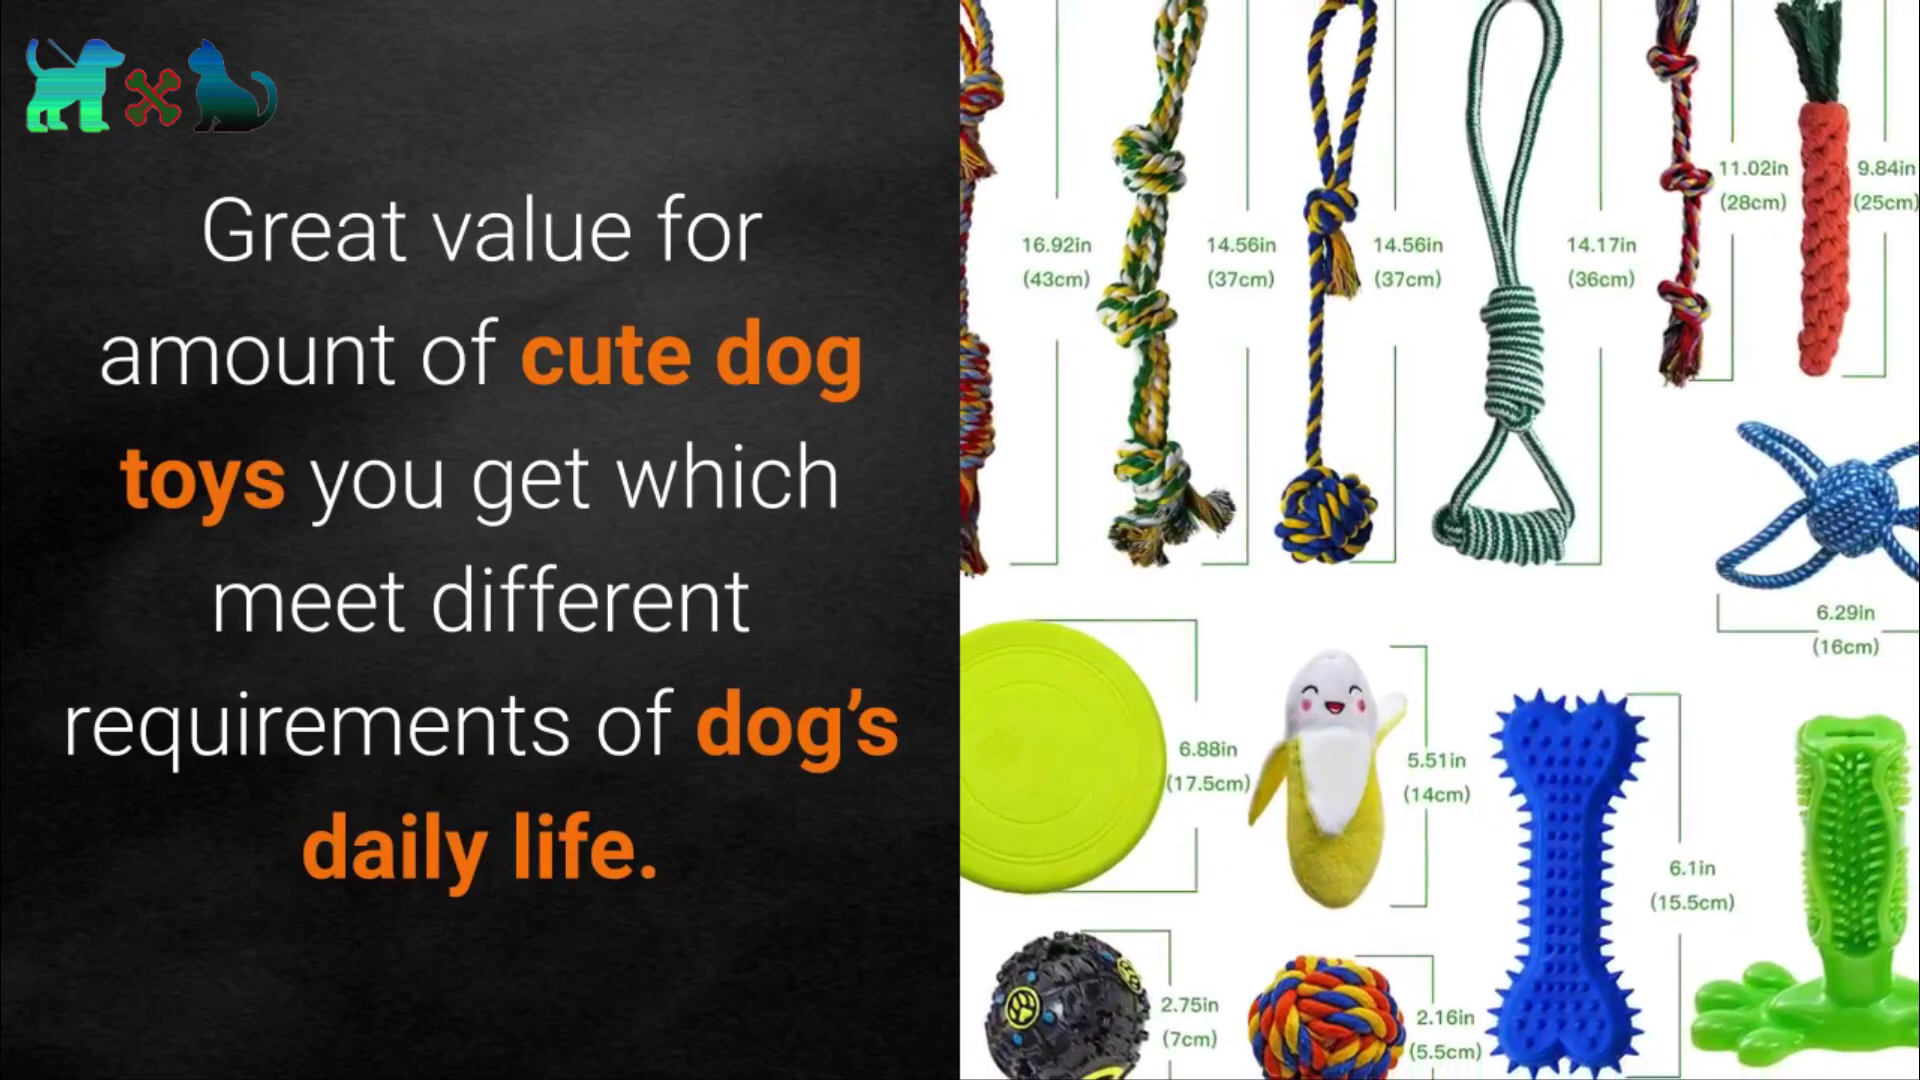 Great value for
amount of cute dog
toys you get which
meet different
requirements of dog’s
daily life.
11.02in
(28cm)
9.84in
(25cm)
16.92in
(43cm)
14.56in
(37cm)
14.56in
(37cm)
14.17in
(36cm)
6.29in
(16cm)
6.88in
(17.5cm)
5.51in
(14cm)
6.1in
(15.5cm)
2.75in
(7cm)
2.16in
(5.5cm)